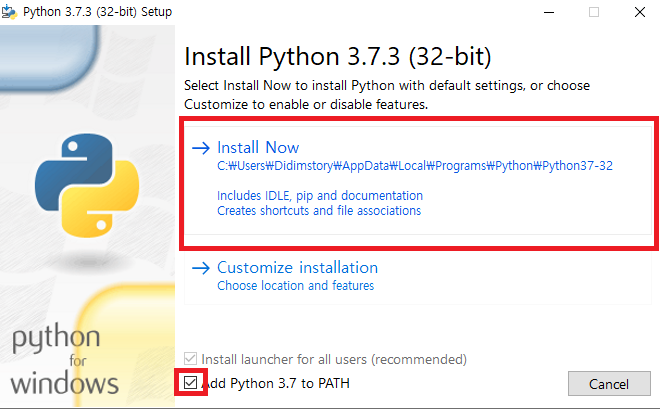 Python 3.7.3 (32-bit) Setup
Install Python 3.7.3 (32-bit)
Select Install Now to install Python with default settings, or choose
Customize to enable or disable features.
Install Now
C:₩Users₩Didimstory₩AppData₩Local₩Programs₩Python₩Python37-32
Includes IDLE, pip and documentation
Creates shortcuts and file associations
Customize installation
Choose location and features
python
for
windows
Install launcher for all users (recommended)
Add Python 3.7 to PATH
Cancel